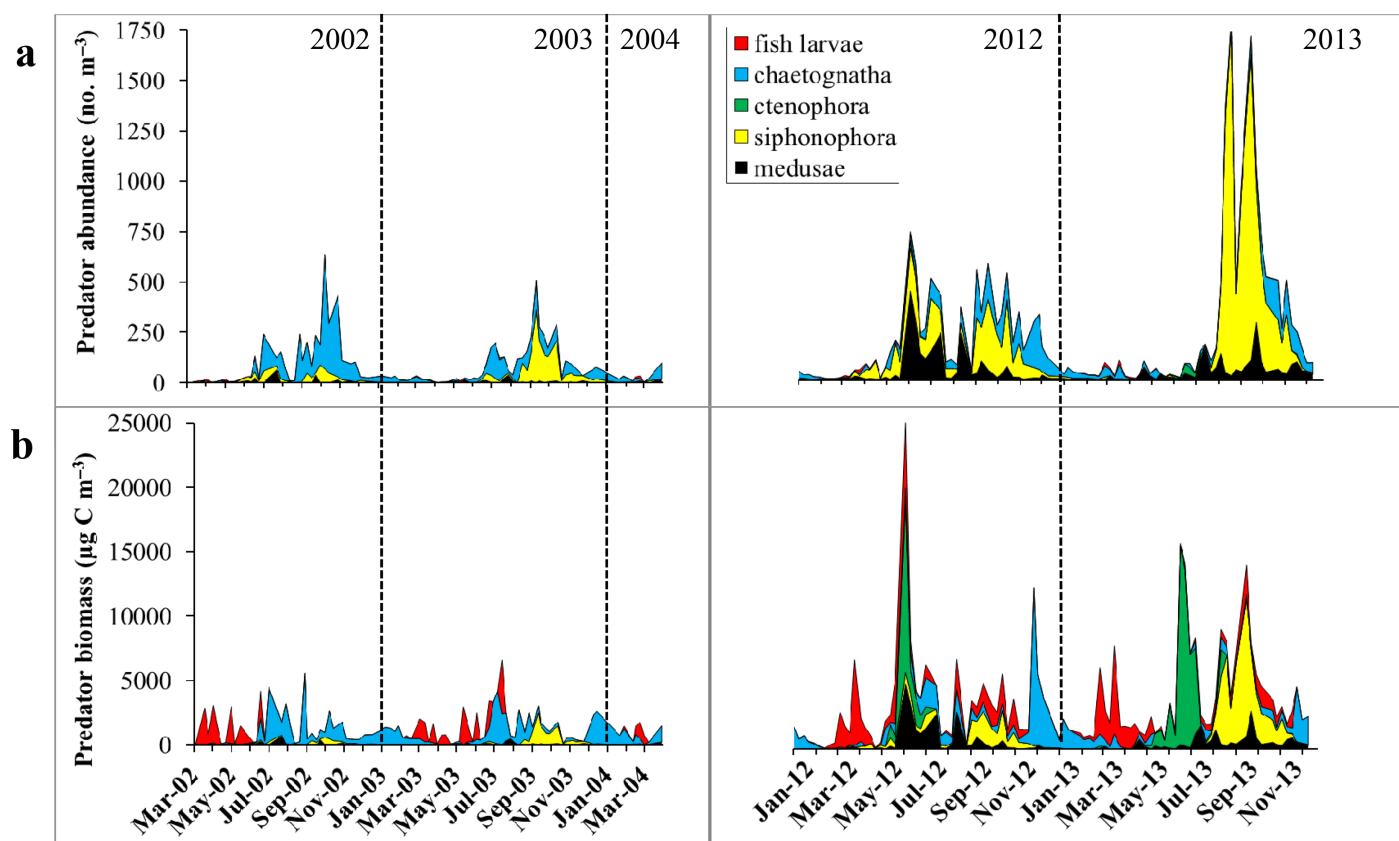 a
Predator abundance (no. m⁻³)
1750
1500
1250
1000
750
500
250
0
2002
2003
2004
2012
2013
fish larvae
chaetognatha
ctenophora
siphonophora
medusae
b
Predator biomass (µg C m⁻³)
25000
20000
15000
10000
5000
0
Mar-02
May-02
Jul-02
Sep-02
Nov-02
Jan-03
Mar-03
May-03
Jul-03
Sep-03
Nov-03
Jan-04
Mar-04
Jan-12
Mar-12
May-12
Jul-12
Sep-12
Nov-12
Jan-13
Mar-13
May-13
Jul-13
Sep-13
Nov-13